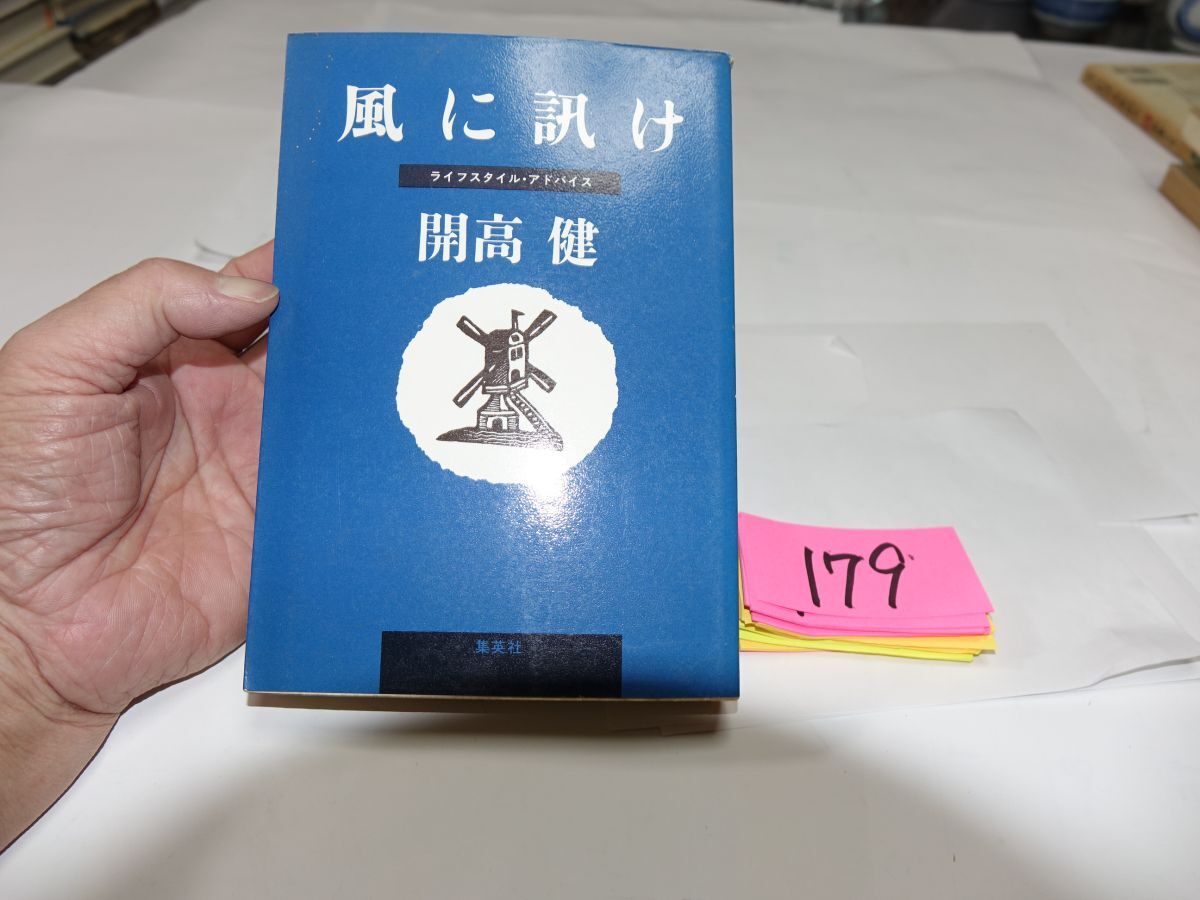 風に訊け
ライフスタイル・アドバイス
開高 健
集英社
179